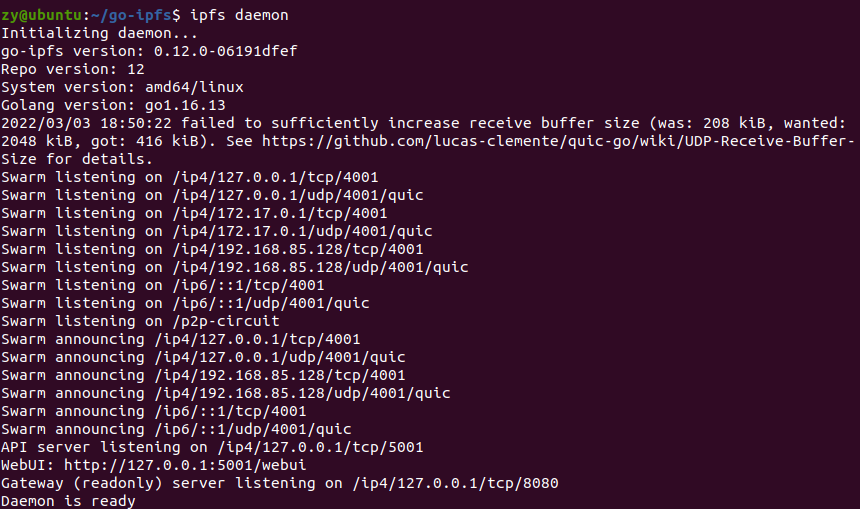 zy@ubuntu:~/go-ipfs$ ipfs daemon
Initializing daemon...
go-ipfs version: 0.12.0-06191dfef
Repo version: 12
System version: amd64/linux
Golang version: go1.16.13
2022/03/03 18:50:22 failed to sufficiently increase receive buffer size (was: 208 kiB, wanted:
2048 kiB, got: 416 kiB). See https://github.com/lucas-clemente/quic-go/wiki/UDP-Receive-Buffer-
Size for details.
Swarm listening on /ip4/127.0.0.1/tcp/4001
Swarm listening on /ip4/127.0.0.1/udp/4001/quic
Swarm listening on /ip4/172.17.0.1/tcp/4001
Swarm listening on /ip4/172.17.0.1/udp/4001/quic
Swarm listening on /ip4/192.168.85.128/tcp/4001
Swarm listening on /ip4/192.168.85.128/udp/4001/quic
Swarm listening on /ip6/::1/tcp/4001
Swarm listening on /ip6/::1/udp/4001/quic
Swarm listening on /p2p-circuit
Swarm announcing /ip4/127.0.0.1/tcp/4001
Swarm announcing /ip4/127.0.0.1/udp/4001/quic
Swarm announcing /ip4/192.168.85.128/tcp/4001
Swarm announcing /ip4/192.168.85.128/udp/4001/quic
Swarm announcing /ip6/::1/tcp/4001
Swarm announcing /ip6/::1/udp/4001/quic
API server listening on /ip4/127.0.0.1/tcp/5001
WebUI: http://127.0.0.1:5001/webui
Gateway (readonly) server listening on /ip4/127.0.0.1/tcp/8080
Daemon is ready